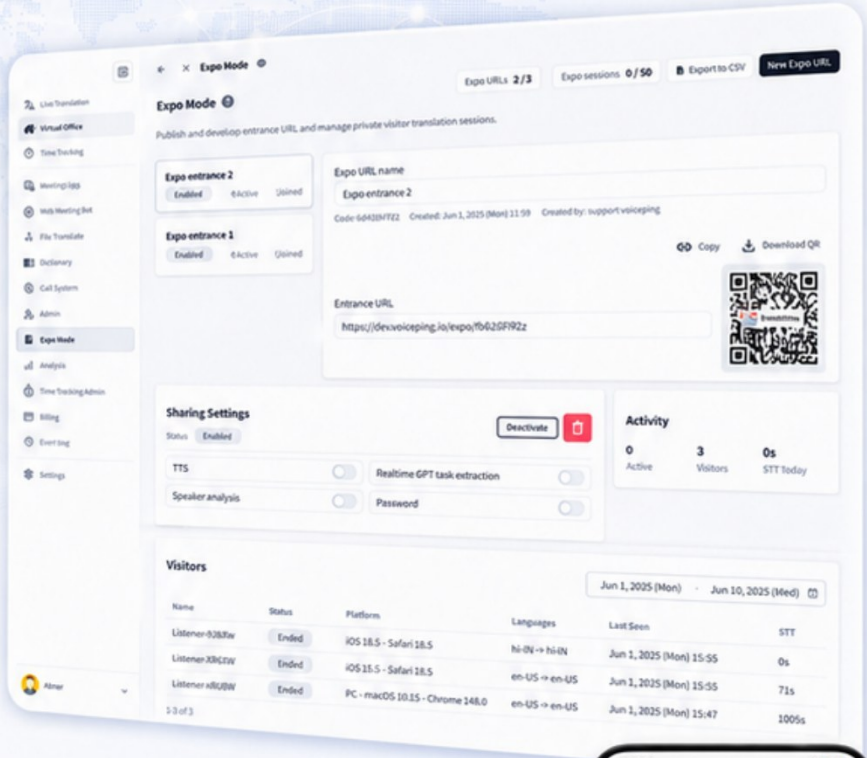 Expo Mode
Expo URLs 2/3
Expo sessions 0/50
Export to CSV
New Expo URL
Live Translation
Virtual Office
Time Tracking
Meetings
Web Meeting Bot
File Translate
Dictionary
Call System
Admin
Expo Mode
Analysis
Time Tracking Admin
Billing
Event Log
Settings
Expo Mode
Publish and develop entrance URL and manage private visitor translation sessions.
Expo entrance 2
Enabled
Active
Joined
Expo entrance 1
Enabled
Active
Joined
Expo URL name
Expo entrance 2
Created: Jun 1, 2025 (Mon) 11:59 Created by: support voiceping
Copy
Download QR
Entrance URL
Sharing Settings
Status Enabled
Deactivate
TTS
Realtime GPT task extraction
Speaker analysis
Password
Activity
0 3 0s
Active Visitors STT Today
Visitors
Jun 1, 2025 (Mon) - Jun 10, 2025 (Wed)
Name Status Platform Languages Last Seen STT
Ended iOS 18.5 - Safari 18.5 hi-IN -> hi-IN Jun 1, 2025 (Mon) 15:55 0s
Ended iOS 15.5 - Safari 18.5 en-US -> en-US Jun 1, 2025 (Mon) 15:55 71s
Ended PC - macOS 10.15 - Chrome 148.0 en-US -> en-US Jun 1, 2025 (Mon) 15:47 1005s
1-3 of 3